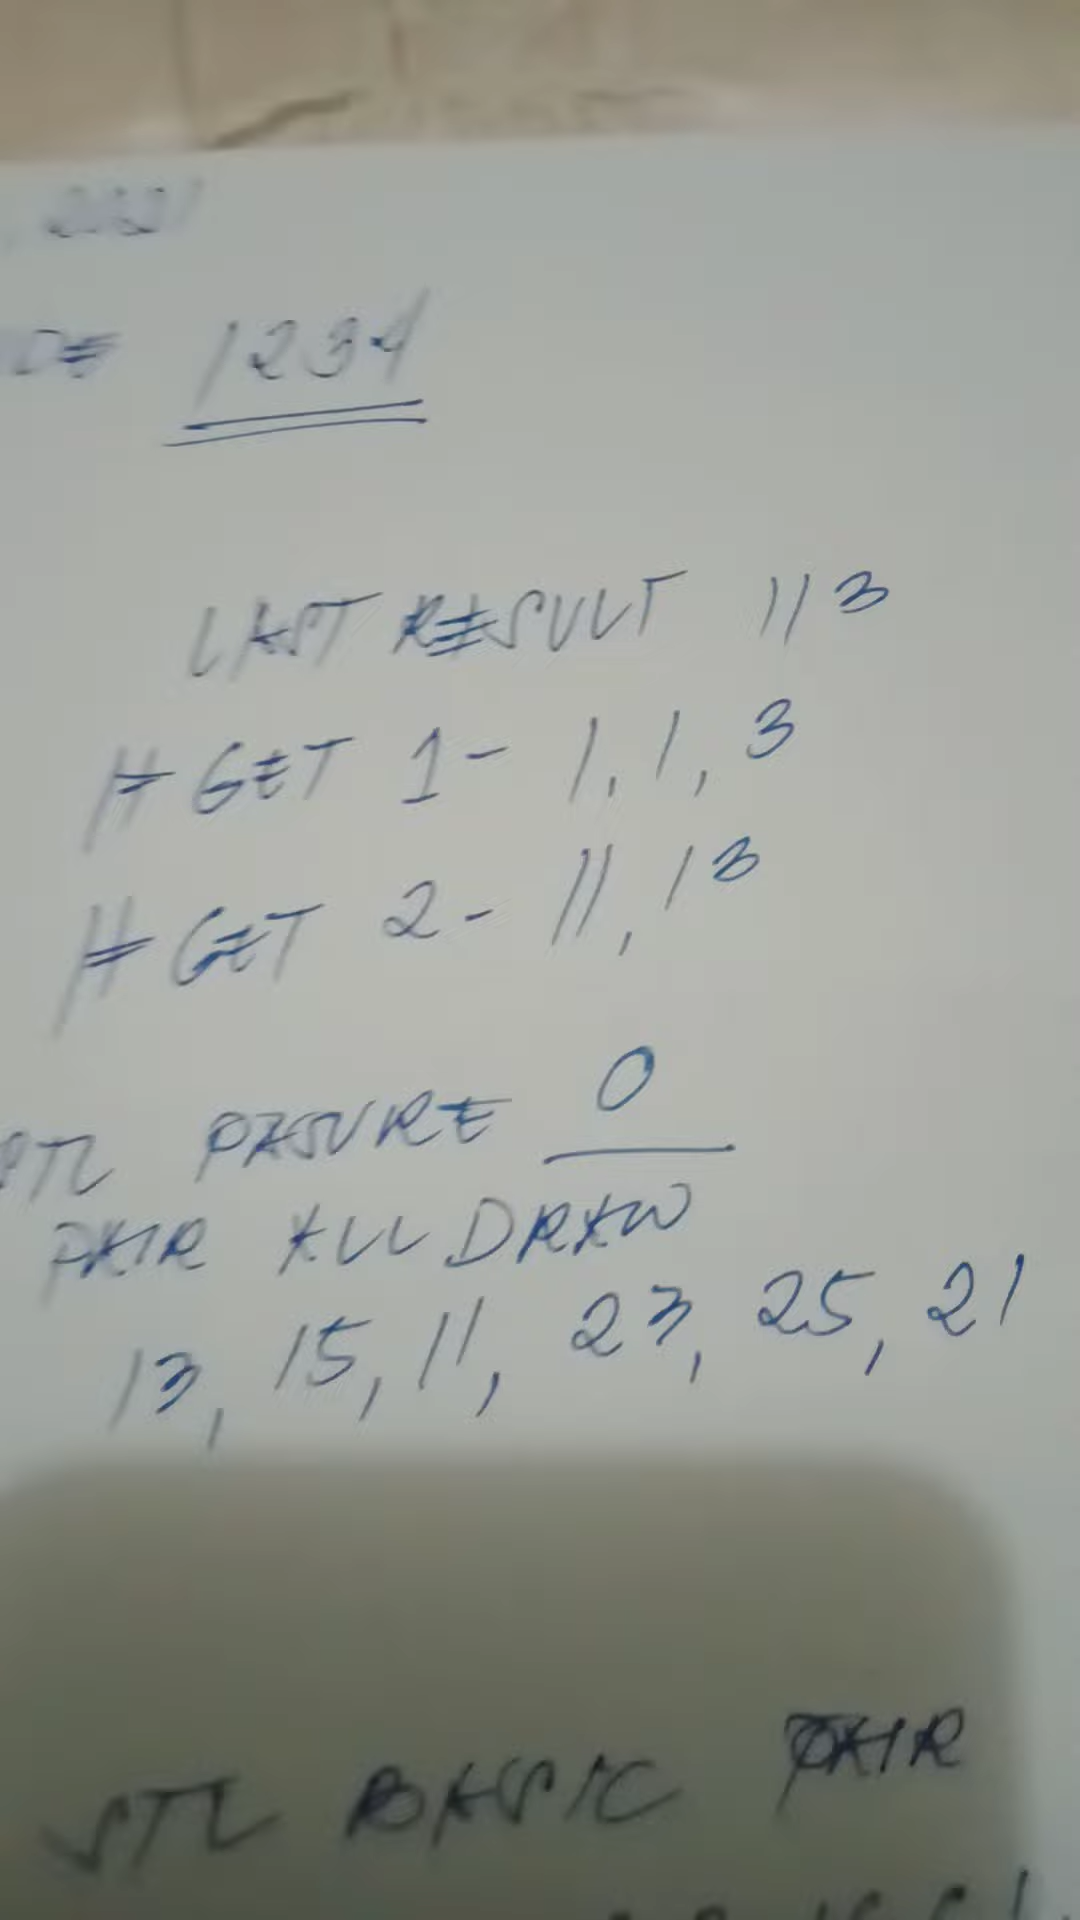 1234
LAST RESULT 113
# GET 1 - 1, 1, 3
# GET 2 - 11, 13
STL PASURE 0
PAIR ALL DRAW
13, 15, 11, 23, 25, 21
STL BASIC PAIR